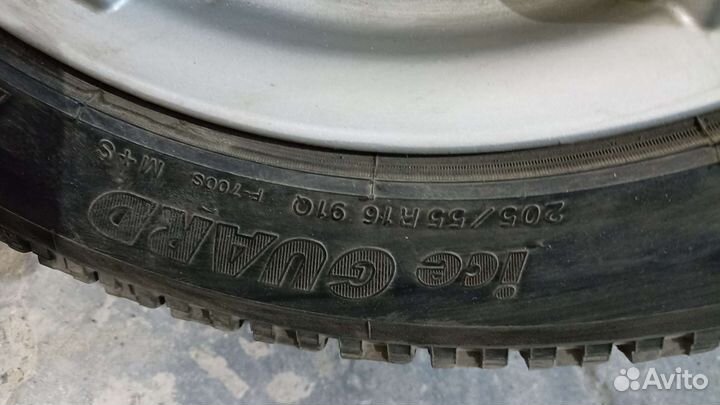 205/55R16 91Q F700S M+S
ice GUARD
Avito